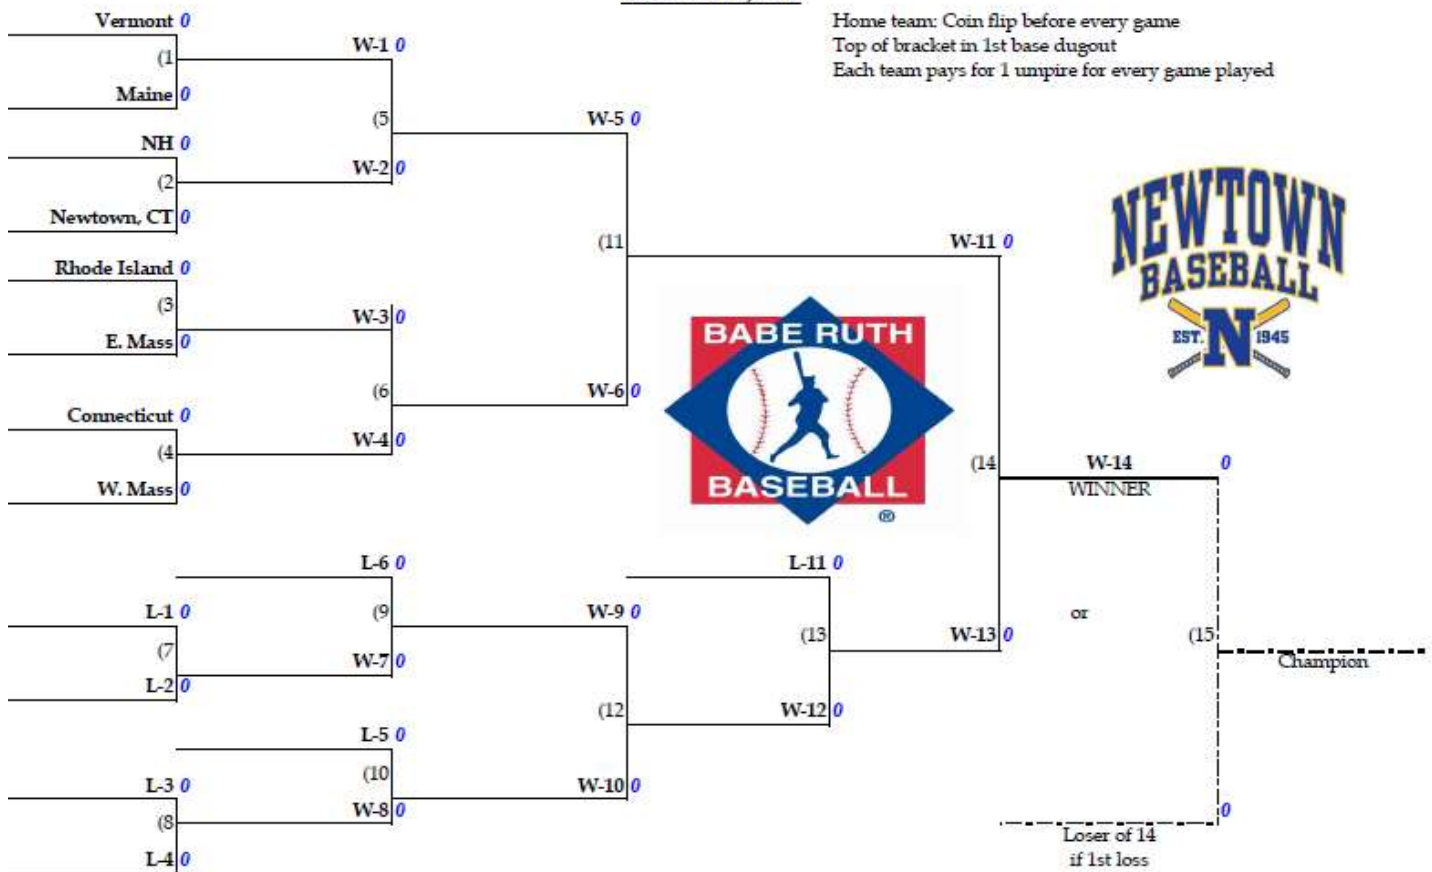 Vermont 0
Home team: Coin flip before every game
Top of bracket in 1st base dugout
Each team pays for 1 umpire for every game played
W-1 0
(1
Maine 0
(5
W-5 0
NH 0
W-2 0
(2
Newtown, CT 0
NEWTOWN
BASEBALL
EST. N 1945
(11
W-11 0
Rhode Island 0
(3
W-3 0
E. Mass 0
BABE RUTH
BASEBALL
®
(6
W-6 0
Connecticut 0
W-4 0
(4
W. Mass 0
(14
W-14
0
WINNER
L-6 0
L-11 0
L-1 0
(9
W-9 0
or
(7
W-7 0
(13
W-13 0
(15
Champion
L-2 0
(12
W-12 0
L-5 0
(10
L-3 0
W-10 0
(8
W-8 0
0
Loser of 14
if 1st loss
L-4 0